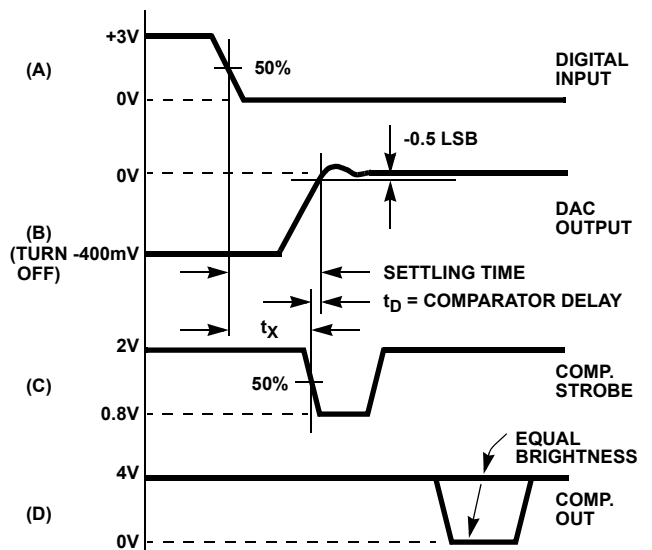 +3V
(A)
50%
DIGITAL
INPUT
0V
-0.5 LSB
0V
DAC
OUTPUT
(B)
(TURN -400mV
OFF)
SETTLING TIME
tD = COMPARATOR DELAY
tX
2V
(C)
50%
COMP.
STROBE
0.8V
EQUAL
BRIGHTNESS
4V
COMP.
OUT
(D)
0V